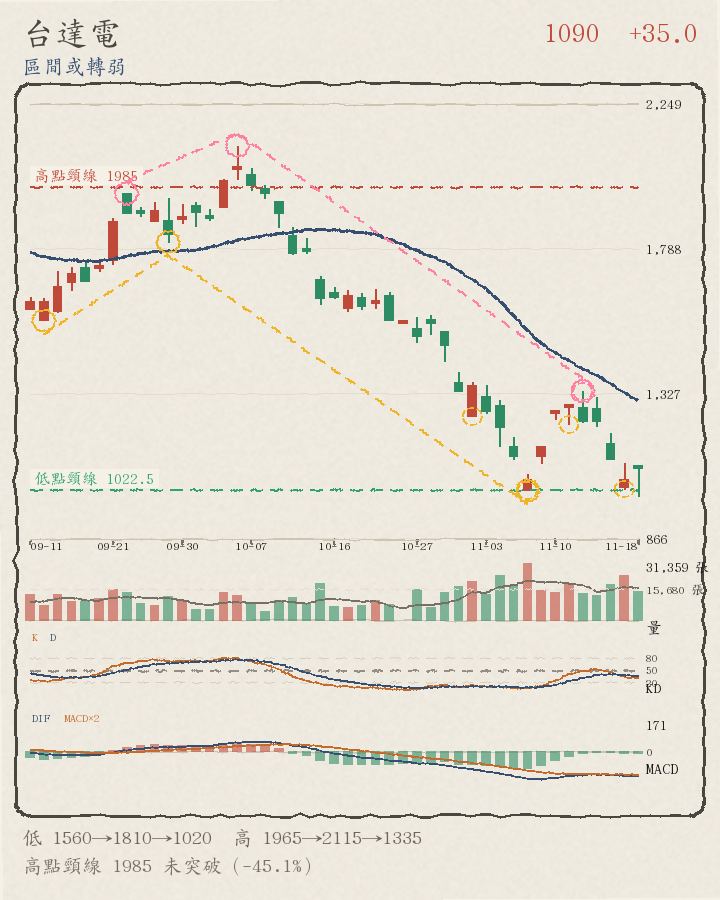 台達電
1090 +35.0
區間或轉弱
2,249
高點頸線 1985
1,788
1,327
低點頸線 1022.5
866
09-11 09-21 09-30 10-07 10-16 10-27 11-03 11-10 11-18
31,359 張
15,680 張
量
K D
80
50
20
KD
DIF MACD×2
171
0
MACD
低 1560→1810→1020 高 1965→2115→1335
高點頸線 1985 未突破 (-45.1%)